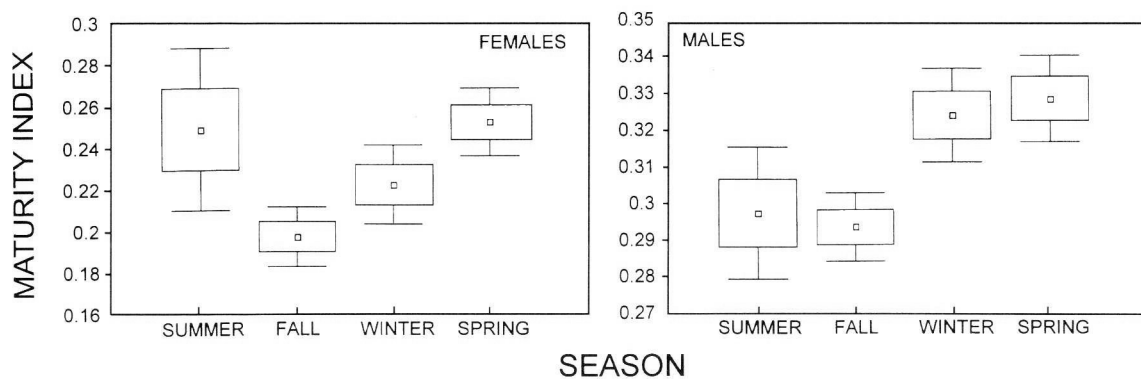 MATURITY INDEX
0.3
0.28
0.26
0.24
0.22
0.2
0.18
0.16
FEMALES
SUMMER FALL WINTER SPRING
0.35
0.34
0.33
0.32
0.3
0.29
0.28
0.27
MALES
SUMMER FALL WINTER SPRING
SEASON